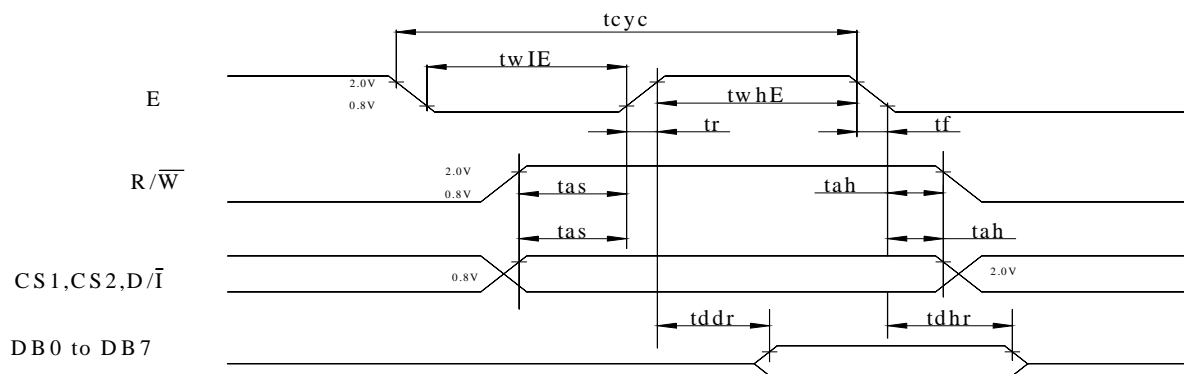 tcyc
twIE
E
2.0V
0.8V
twhE
tr
tf
R/W̅
2.0V
0.8V
tas
tah
tas
tah
CS1,CS2,D/I̅
0.8V
2.0V
tddr
tdhr
DB0 to DB7